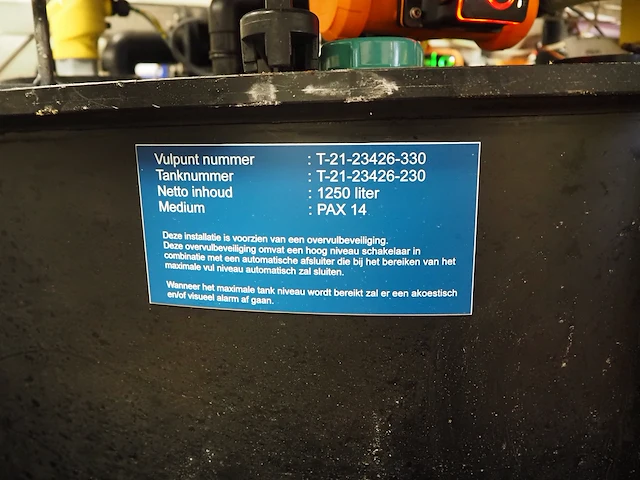 Vulpunt nummer : T-21-23426-330
Tanknummer : T-21-23426-230
Netto inhoud : 1250 liter
Medium : PAX 14
Deze installatie is voorzien van een overvulbeveiliging.
Deze overvulbeveiliging omvat een hoog niveau schakelaar in
combinatie met een automatische afsluiter die bij het bereiken van het
maximale vul niveau automatisch zal sluiten.
Wanneer het maximale tank niveau wordt bereikt zal er een akoestisch
en/of visueel alarm af gaan.